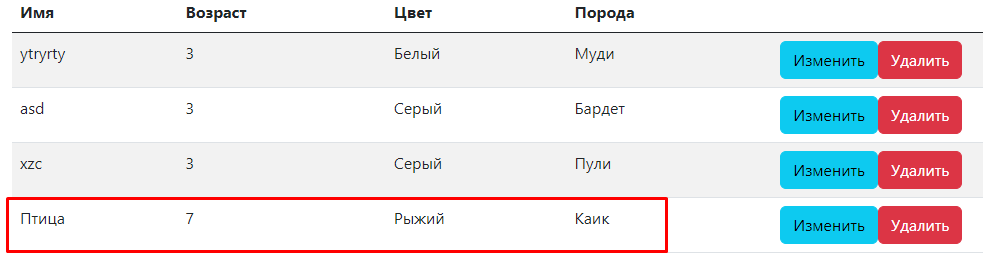 Имя Возраст Цвет Порода
ytryrty 3 Белый Муди Изменить Удалить
asd 3 Серый Бардет Изменить Удалить
xzc 3 Серый Пули Изменить Удалить
Птица 7 Рыжий Каик Изменить Удалить